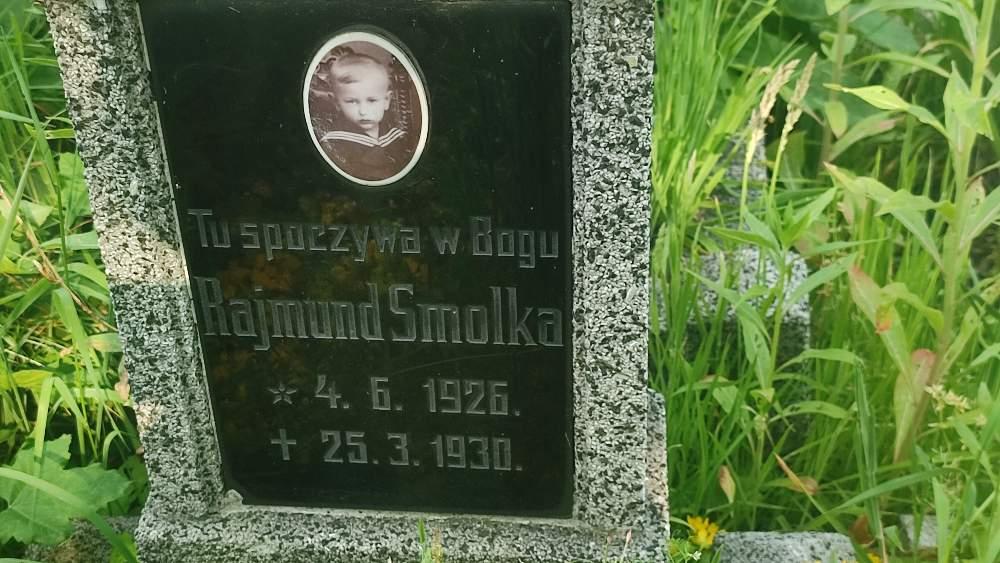 Tu spoczywa w Bogu
Rajmund Smolka
* 4. 6. 1926.
+ 25. 3. 1930.